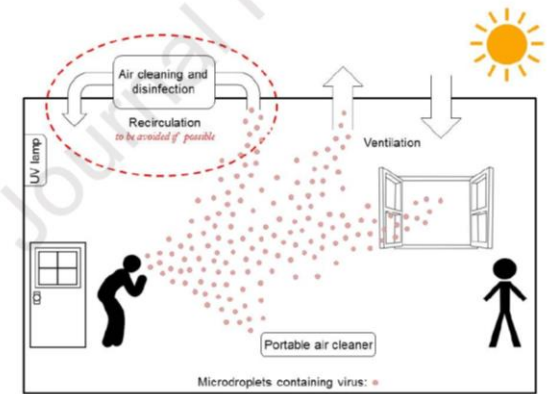 Air cleaning and
disinfection
Recirculation
to be avoided if possible
Ventilation
UV lamp
Portable air cleaner
Microdroplets containing virus:
Journal